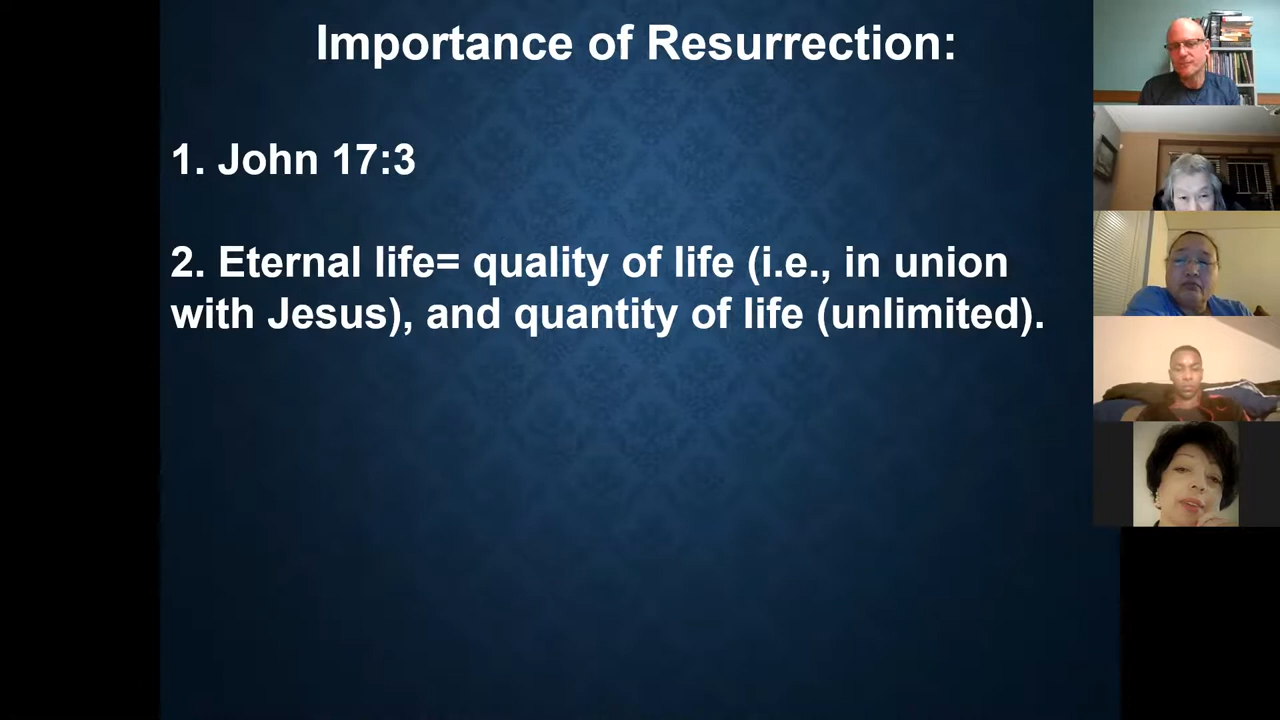 Importance of Resurrection:
1. John 17:3
2. Eternal life= quality of life (i.e., in union
with Jesus), and quantity of life (unlimited).